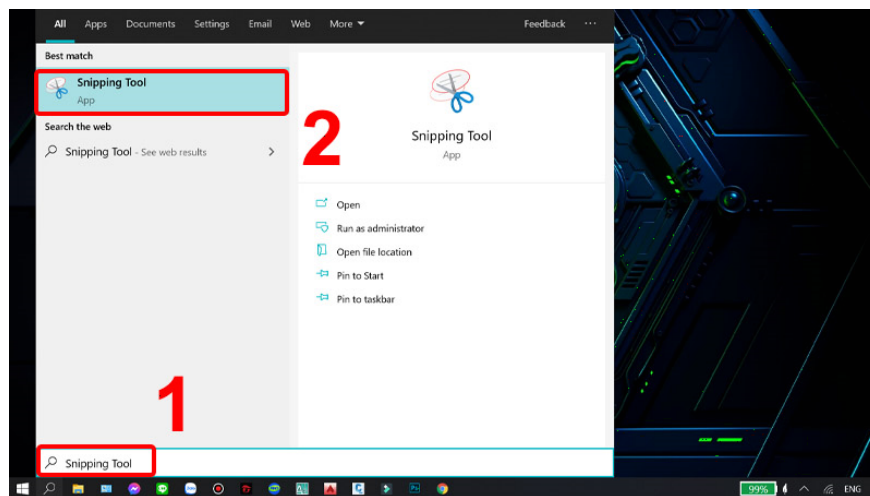 All Apps Documents Settings Email Web More Feedback ...
Best match
Snipping Tool
App
Search the web
Snipping Tool - See web results
2
Snipping Tool
App
Open
Run as administrator
Open file location
Pin to Start
Pin to taskbar
1
Snipping Tool
99% ENG